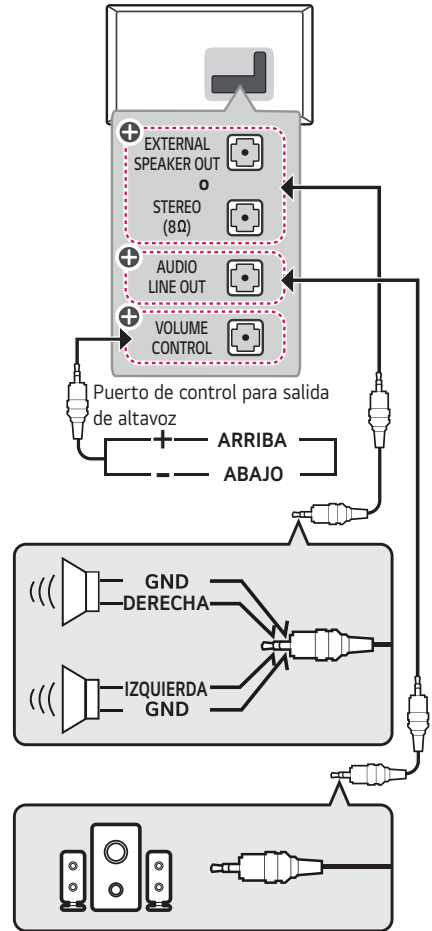 EXTERNAL
SPEAKER OUT
o
STEREO
(8Ω)
AUDIO
LINE OUT
VOLUME
CONTROL
Puerto de control para salida
de altavoz
+ ARRIBA
- ABAJO
GND
DERECHA
IZQUIERDA
GND